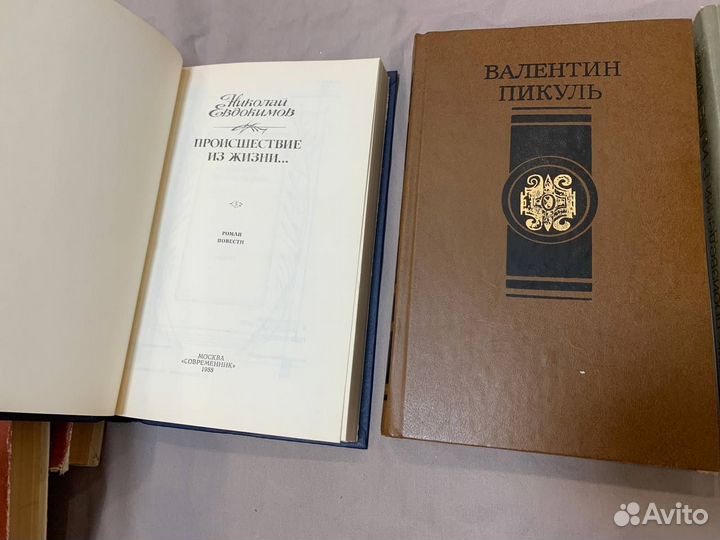 Николай
Евдокимов
ПРОИСШЕСТВИЕ
ИЗ ЖИЗНИ...
РОМАН
ПОВЕСТИ
МОСКВА
«СОВРЕМЕННИК»
1988
ВАЛЕНТИН
ПИКУЛЬ
Avito